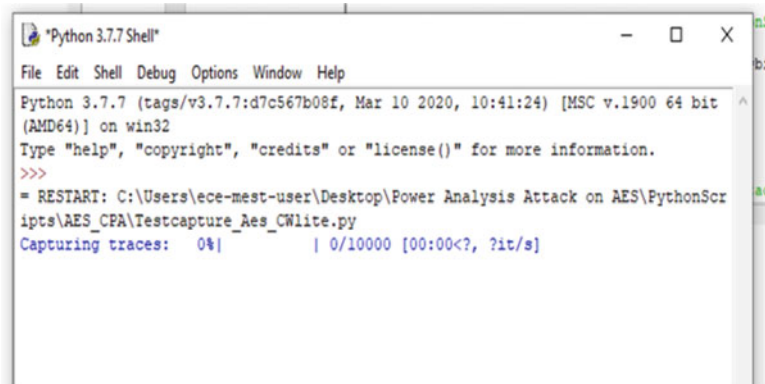 *Python 3.7.7 Shell*
File Edit Shell Debug Options Window Help
Python 3.7.7 (tags/v3.7.7:d7c567b08f, Mar 10 2020, 10:41:24) [MSC v.1900 64 bit
(AMD64)] on win32
Type "help", "copyright", "credits" or "license()" for more information.
>>>
= RESTART: C:\Users\ece-mest-user\Desktop\Power Analysis Attack on AES\PythonScr
ipts\AES_CPA\Testcapture_Aes_CWlite.py
Capturing traces:   0%|          | 0/10000 [00:00<?, ?it/s]